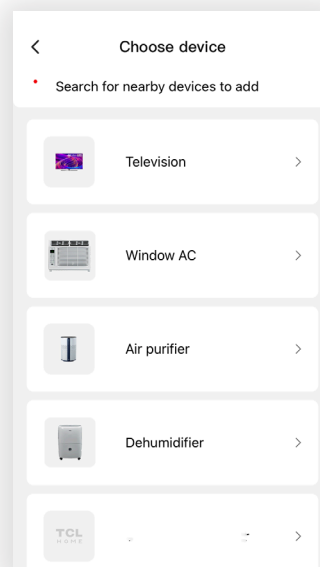 Choose device
Search for nearby devices to add
Television
Window AC
Air purifier
Dehumidifier
TCL
HOME